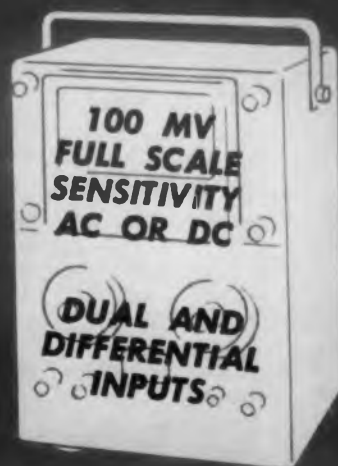 100 MV
FULL SCALE
SENSITIVITY
AC OR DC
DUAL AND
DIFFERENTIAL
INPUTS